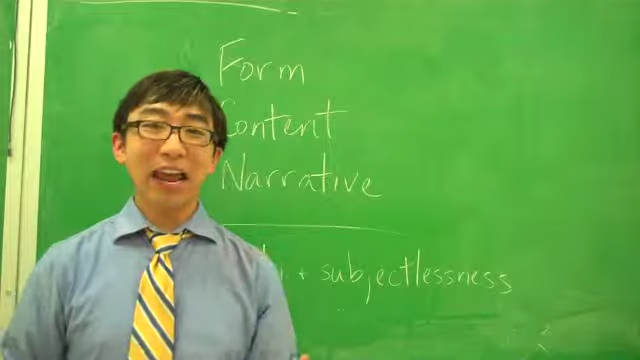 Form
Content
Narrative
+ subjectlessness